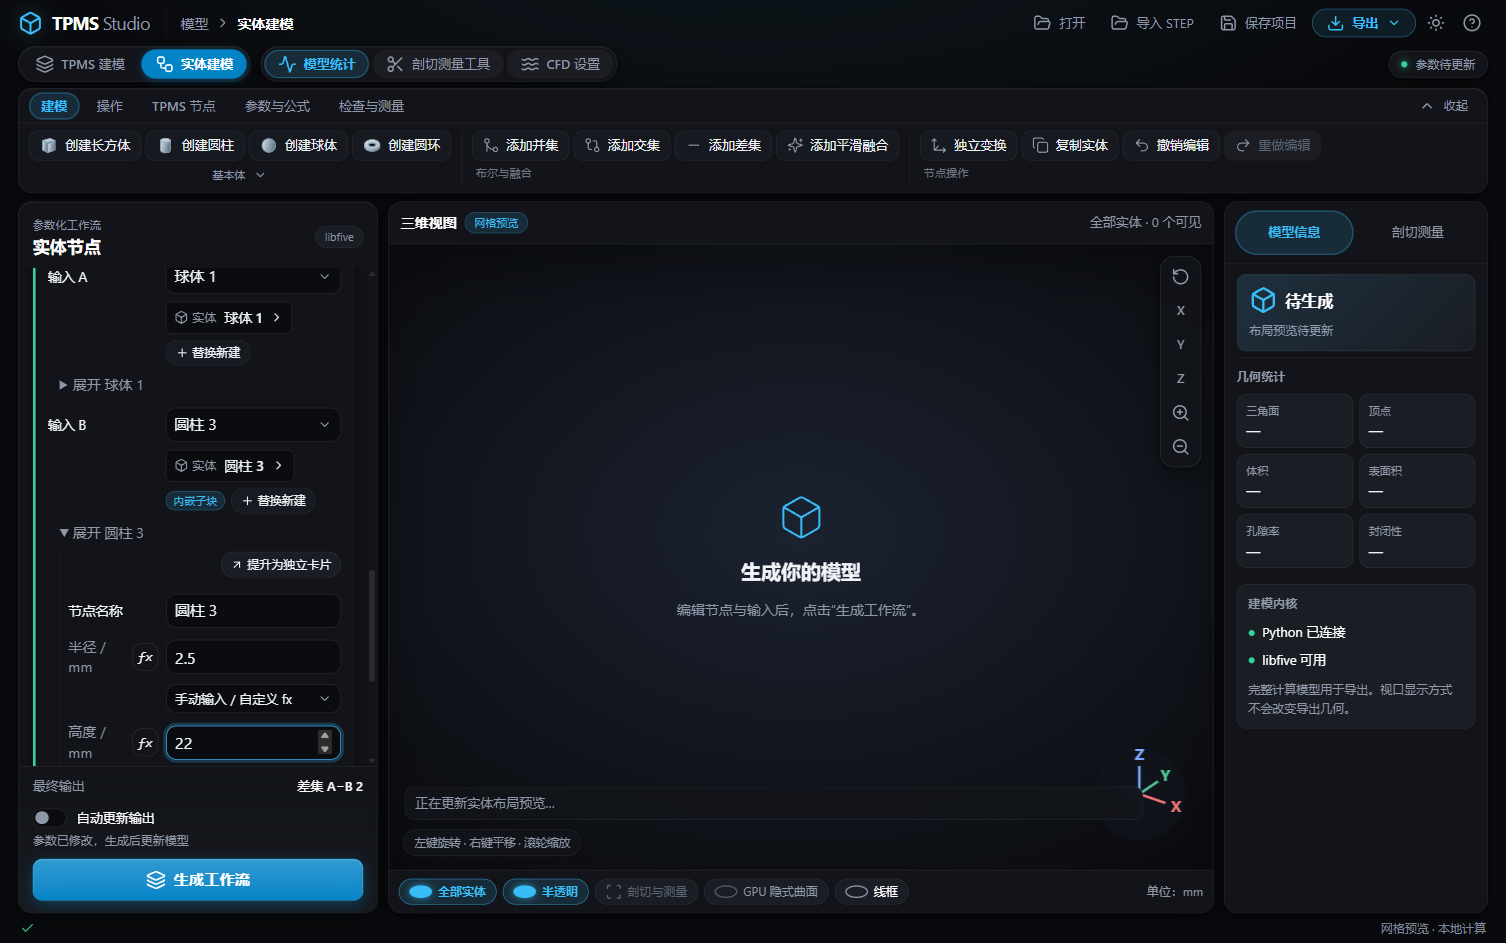 TPMS Studio
模型 > 实体建模
打开
导入 STEP
保存项目
导出
TPMS 建模
实体建模
模型统计
剖切测量工具
CFD 设置
参数待更新
建模
操作
TPMS 节点
参数与公式
检查与测量
收起
创建长方体
创建圆柱
创建球体
创建圆环
添加并集
添加交集
添加差集
添加平滑融合
独立变换
复制实体
撤销编辑
重做编辑
基本体
布尔与融合
节点操作
参数化工作流
实体节点
libfive
输入 A
球体 1
实体 球体 1
+ 替换新建
展开 球体 1
输入 B
圆柱 3
实体 圆柱 3
内嵌子块
+ 替换新建
展开 圆柱 3
提升为独立卡片
节点名称
圆柱 3
半径 /
mm
fx
2.5
手动输入 / 自定义 fx
高度 /
mm
fx
22
最终输出
差集 A−B 2
自动更新输出
参数已修改，生成后更新模型
生成工作流
三维视图
网格预览
全部实体 · 0 个可见
X
Y
Z
生成你的模型
编辑节点与输入后，点击“生成工作流”。
Z
Y
X
正在更新实体布局预览...
左键旋转 · 右键平移 · 滚轮缩放
全部实体
半透明
剖切与测量
GPU 隐式曲面
线框
单位：mm
模型信息
剖切测量
待生成
布局预览待更新
几何统计
三角面
—
顶点
—
体积
—
表面积
—
孔隙率
—
封闭性
—
建模内核
Python 已连接
libfive 可用
完整计算模型用于导出。视口显示方式
不会改变导出几何。
网格预览 · 本地计算